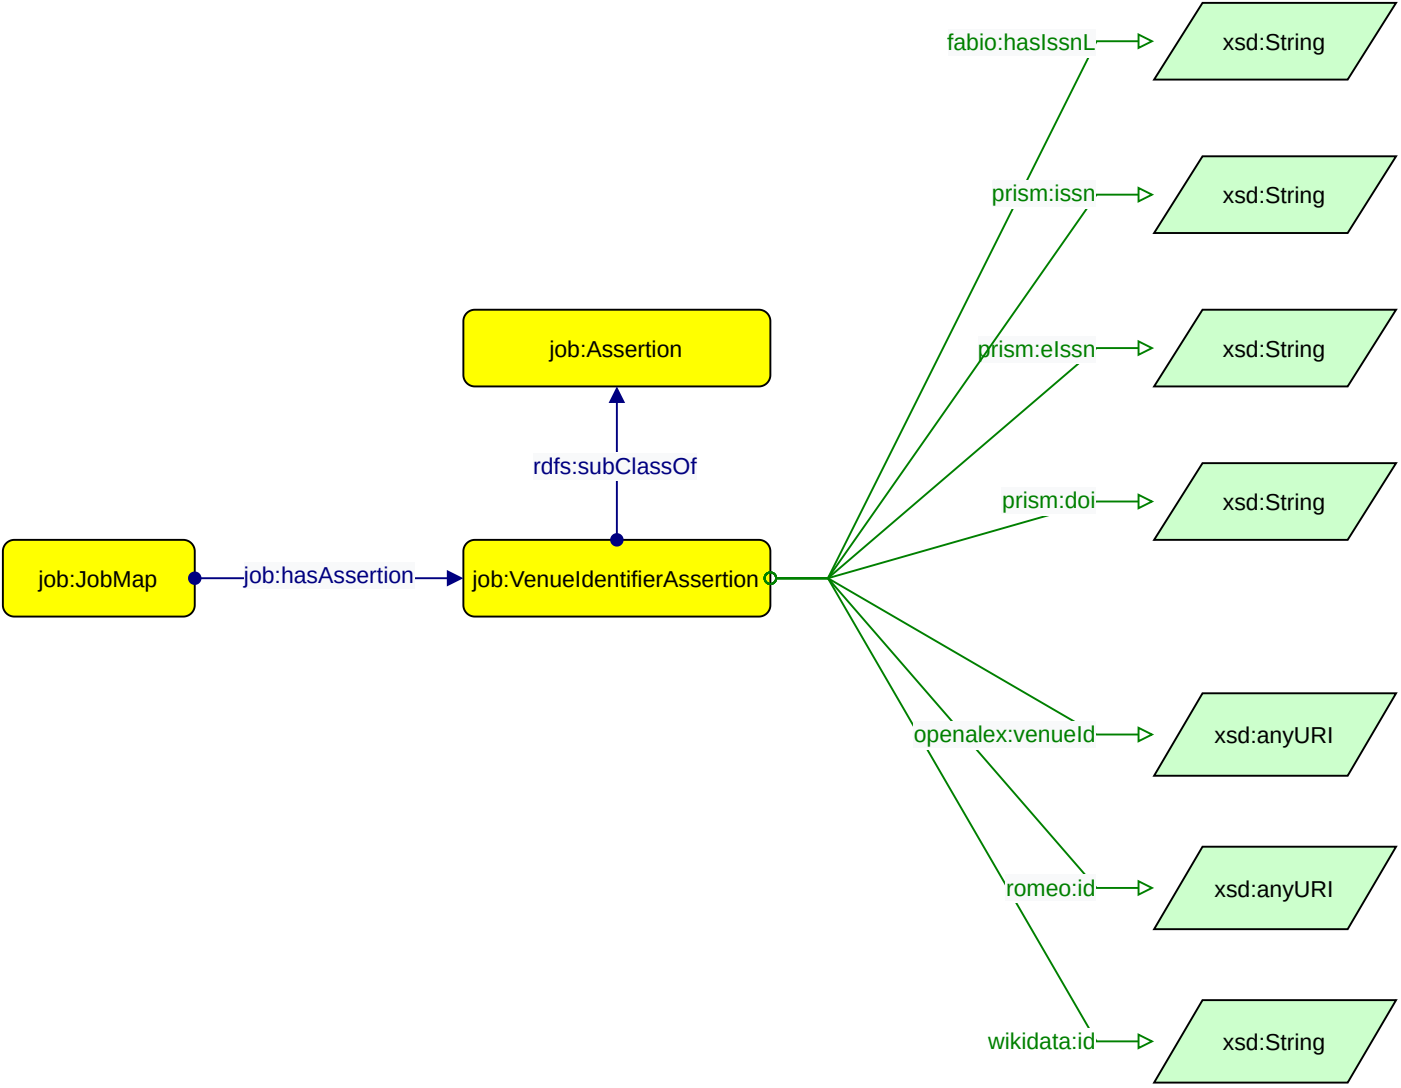 fabio:hasIssnL
xsd:String
prism:issn
xsd:String
job:Assertion
prism:eIssn
xsd:String
rdfs:subClassOf
prism:doi
xsd:String
job:JobMap
job:hasAssertion
job:VenueIdentifierAssertion
openalex:venueId
xsd:anyURI
romeo:id
xsd:anyURI
wikidata:id
xsd:String